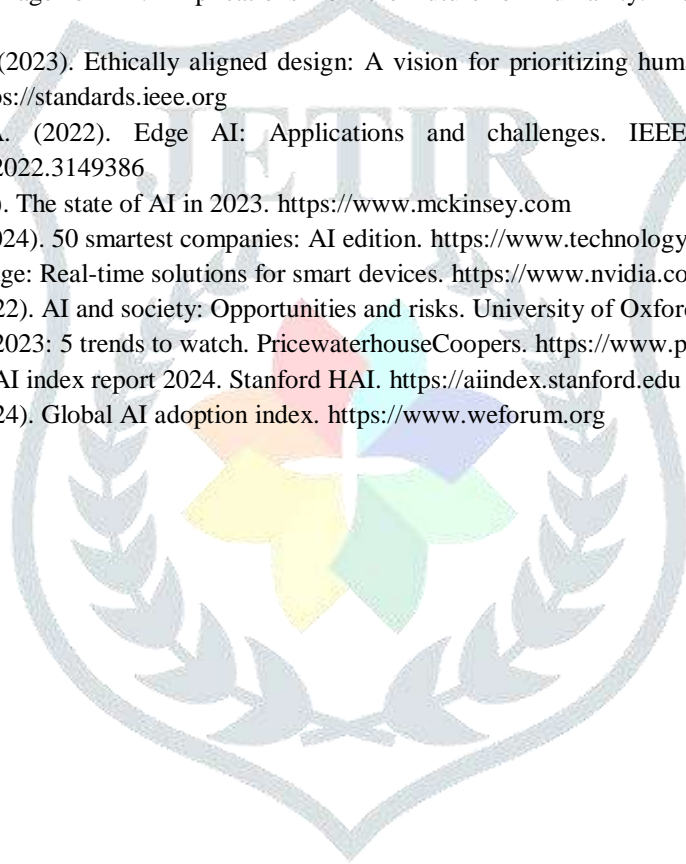 (2023). Ethically aligned design: A vision for prioritizing hum
ps://standards.ieee.org
A. (2022). Edge AI: Applications and challenges. IEEE
2022.3149386
). The state of AI in 2023. https://www.mckinsey.com
024). 50 smartest companies: AI edition. https://www.technology
ge: Real-time solutions for smart devices. https://www.nvidia.co
22). AI and society: Opportunities and risks. University of Oxford
2023: 5 trends to watch. PricewaterhouseCoopers. https://www.p
AI index report 2024. Stanford HAI. https://aiindex.stanford.edu
24). Global AI adoption index. https://www.weforum.org
JETIR